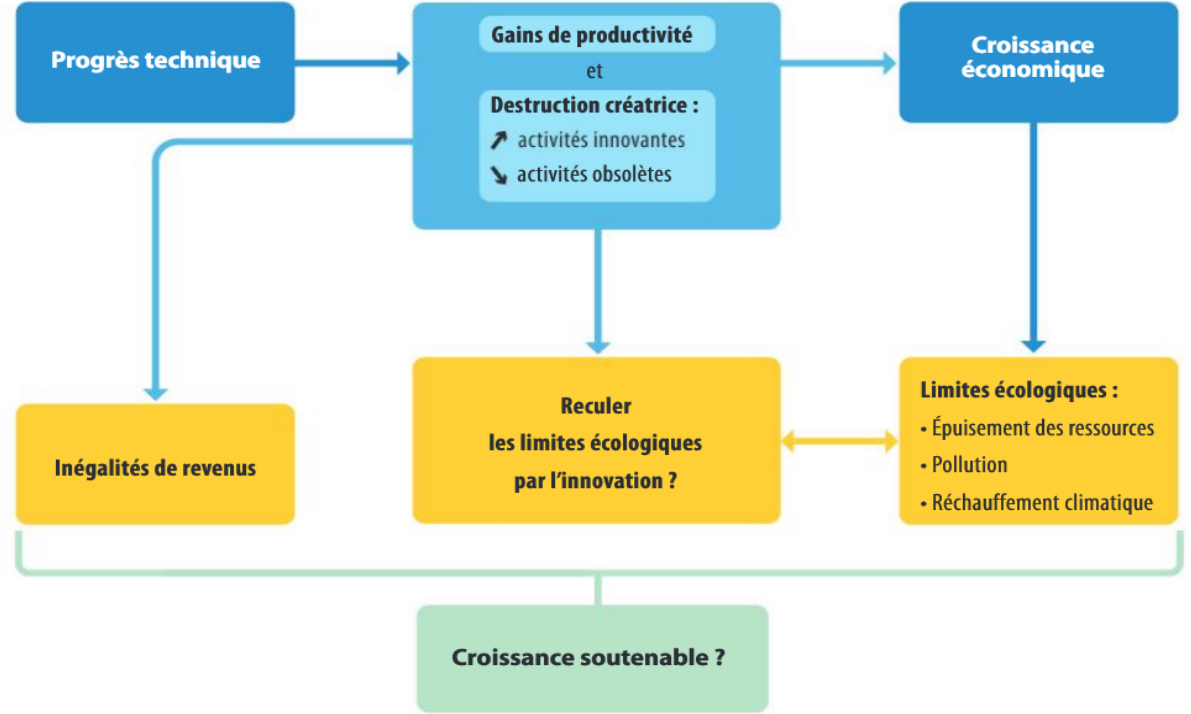 Progrès technique
Gains de productivité
et
Destruction créatrice :
↗ activités innovantes
↘ activités obsolètes
Croissance
économique
Inégalités de revenus
Reculer
les limites écologiques
par l’innovation ?
Limites écologiques :
• Épuisement des ressources
• Pollution
• Réchauffement climatique
Croissance soutenable ?